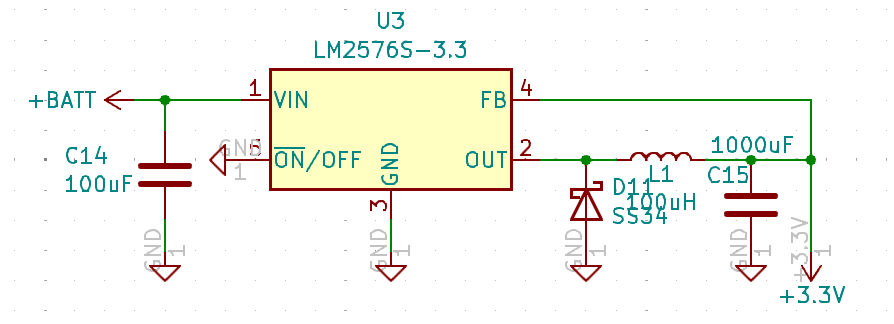 U3
LM2576S-3.3
+BATT
1
VIN
FB
4
C14
100uF
GND
1
5
ON/OFF
GND
OUT
2
3
1000uF
C15
L1
100uH
D11
SS34
GND
1
GND
1
GND
1
GND
1
+3.3V
1
+3.3V